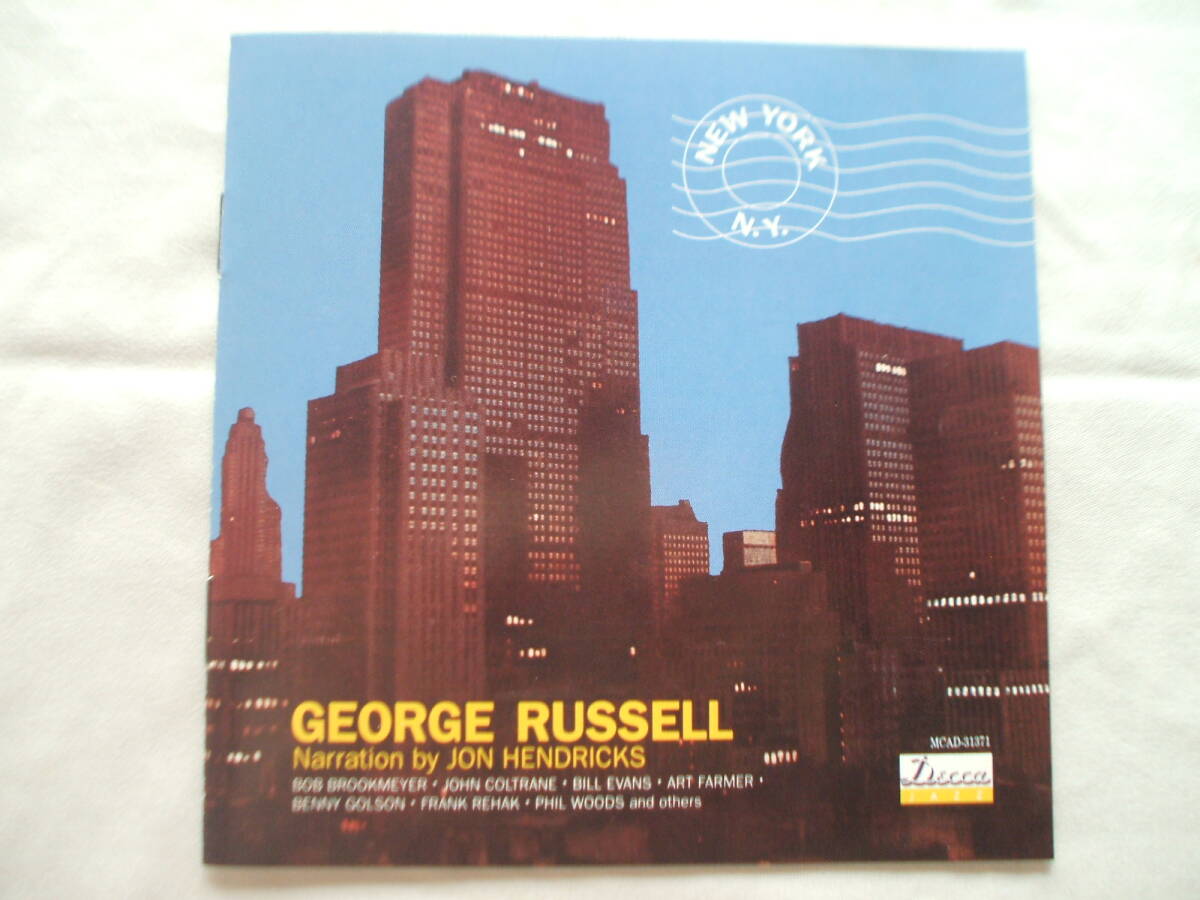 NEW YORK
N.Y.
GEORGE RUSSELL
Narration by JON HENDRICKS
BOB BROOKMEYER • JOHN COLTRANE • BILL EVANS • ART FARMER •
BENNY GOLSON • FRANK REHAK • PHIL WOODS and others
MCAD-31371
Decca
JAZZ